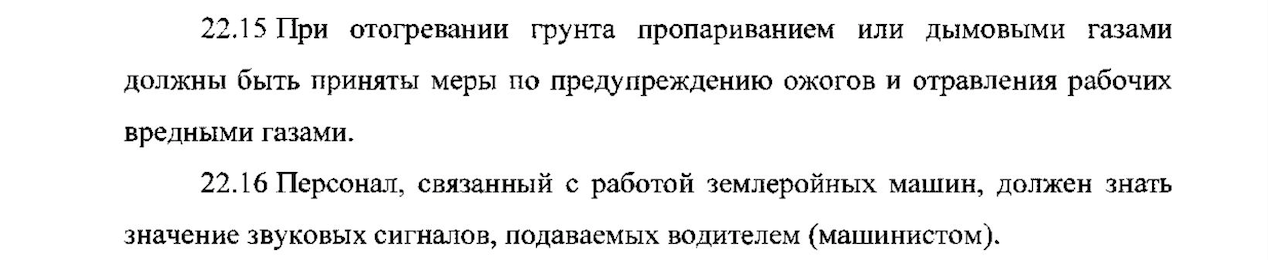 22.15 При отогревании грунта пропариванием или дымовыми газами
должны быть приняты меры по предупреждению ожогов и отравления рабочих
вредными газами.
22.16 Персонал, связанный с работой землеройных машин, должен знать
значение звуковых сигналов, подаваемых водителем (машинистом).